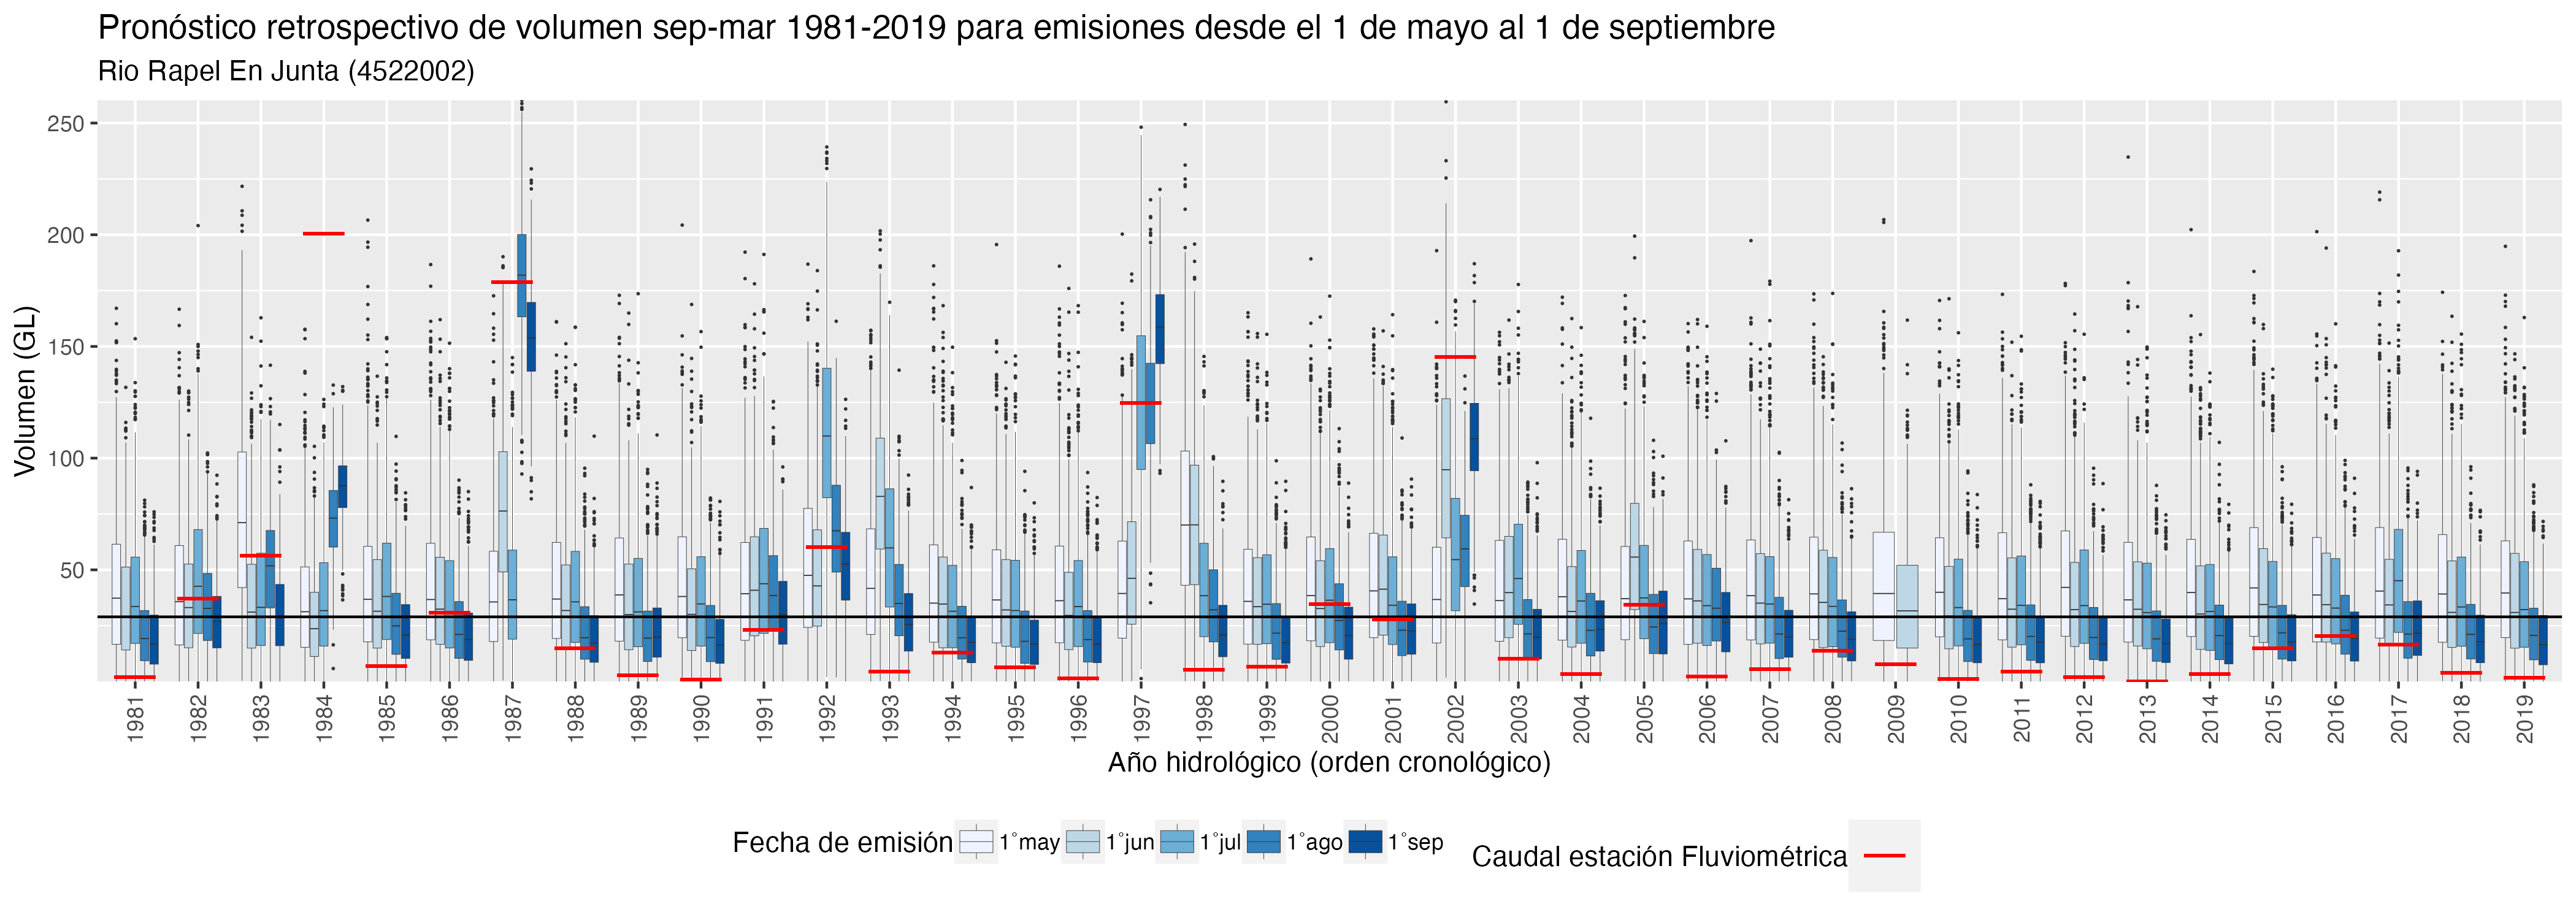 Pronóstico retrospectivo de volumen sep-mar 1981-2019 para emisiones desde el 1 de mayo al 1 de septiembre
Rio Rapel En Junta (4522002)
Volumen (GL)
250
200
150
100
50
1981 1982 1983 1984 1985 1986 1987 1988 1989 1990 1991 1992 1993 1994 1995 1996 1997 1998 1999 2000 2001 2002 2003 2004 2005 2006 2007 2008 2009 2010 2011 2012 2013 2014 2015 2016 2017 2018 2019
Año hidrológico (orden cronológico)
Fecha de emisión 1°may 1°jun 1°jul 1°ago 1°sep Caudal estación Fluviométrica